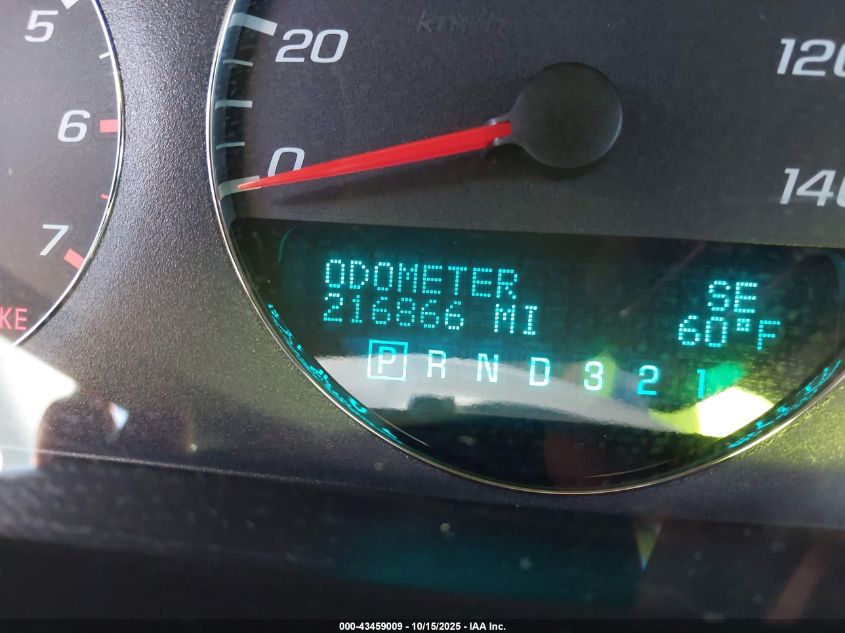 5
6
7
KE
20
0
120
140
ODOMETER
216866 MI
SE
60°F
P R N D 3 2 1
000-43459009 - 10/15/2025 - IAA Inc.